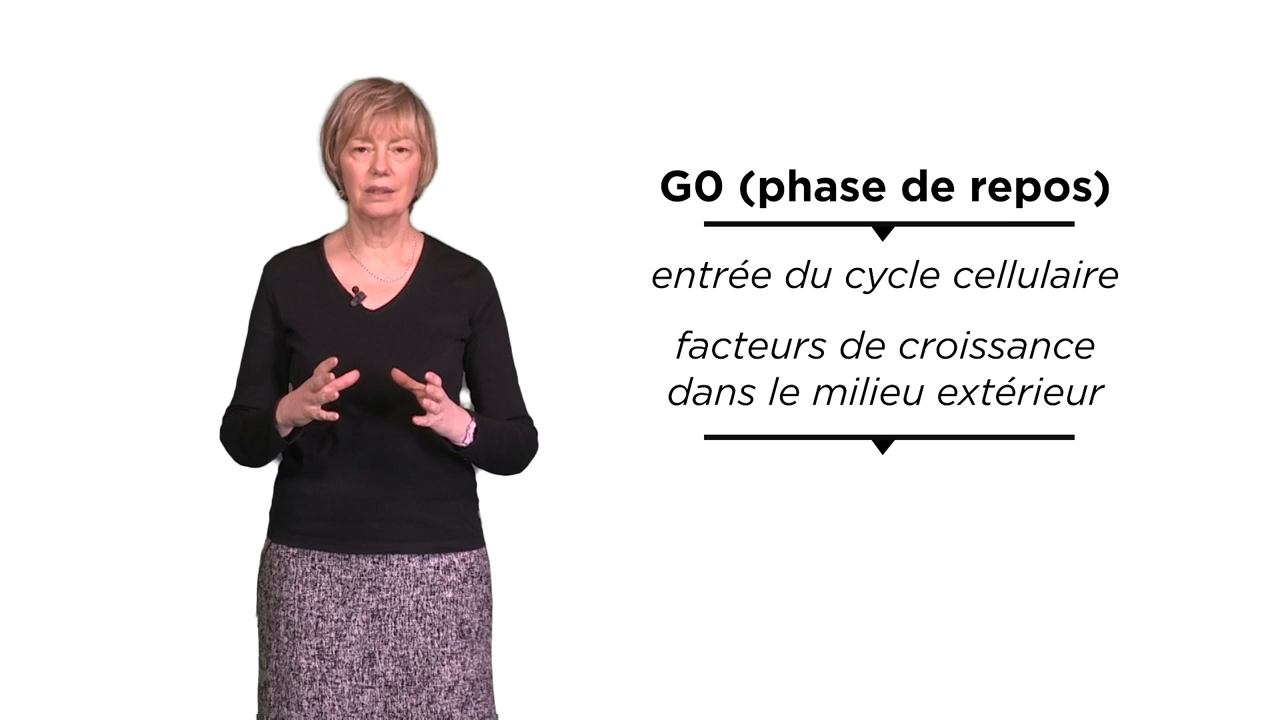 G0 (phase de repos)
entrée du cycle cellulaire
facteurs de croissance
dans le milieu extérieur